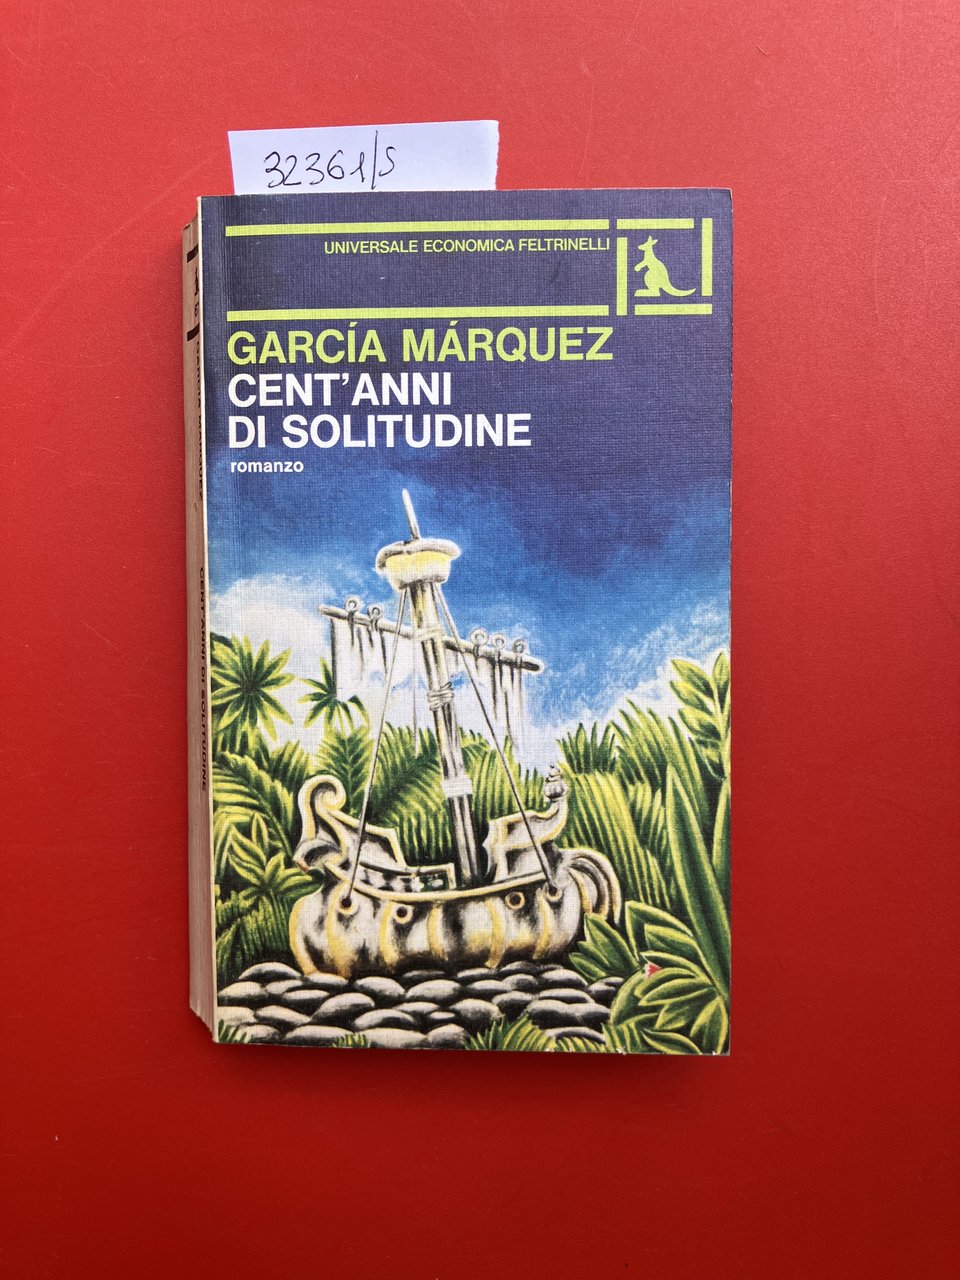 32361/S
UNIVERSALE ECONOMICA FELTRINELLI
GARCÍA MÁRQUEZ
CENT'ANNI
DI SOLITUDINE
romanzo
CENT'ANNI DI SOLITUDINE